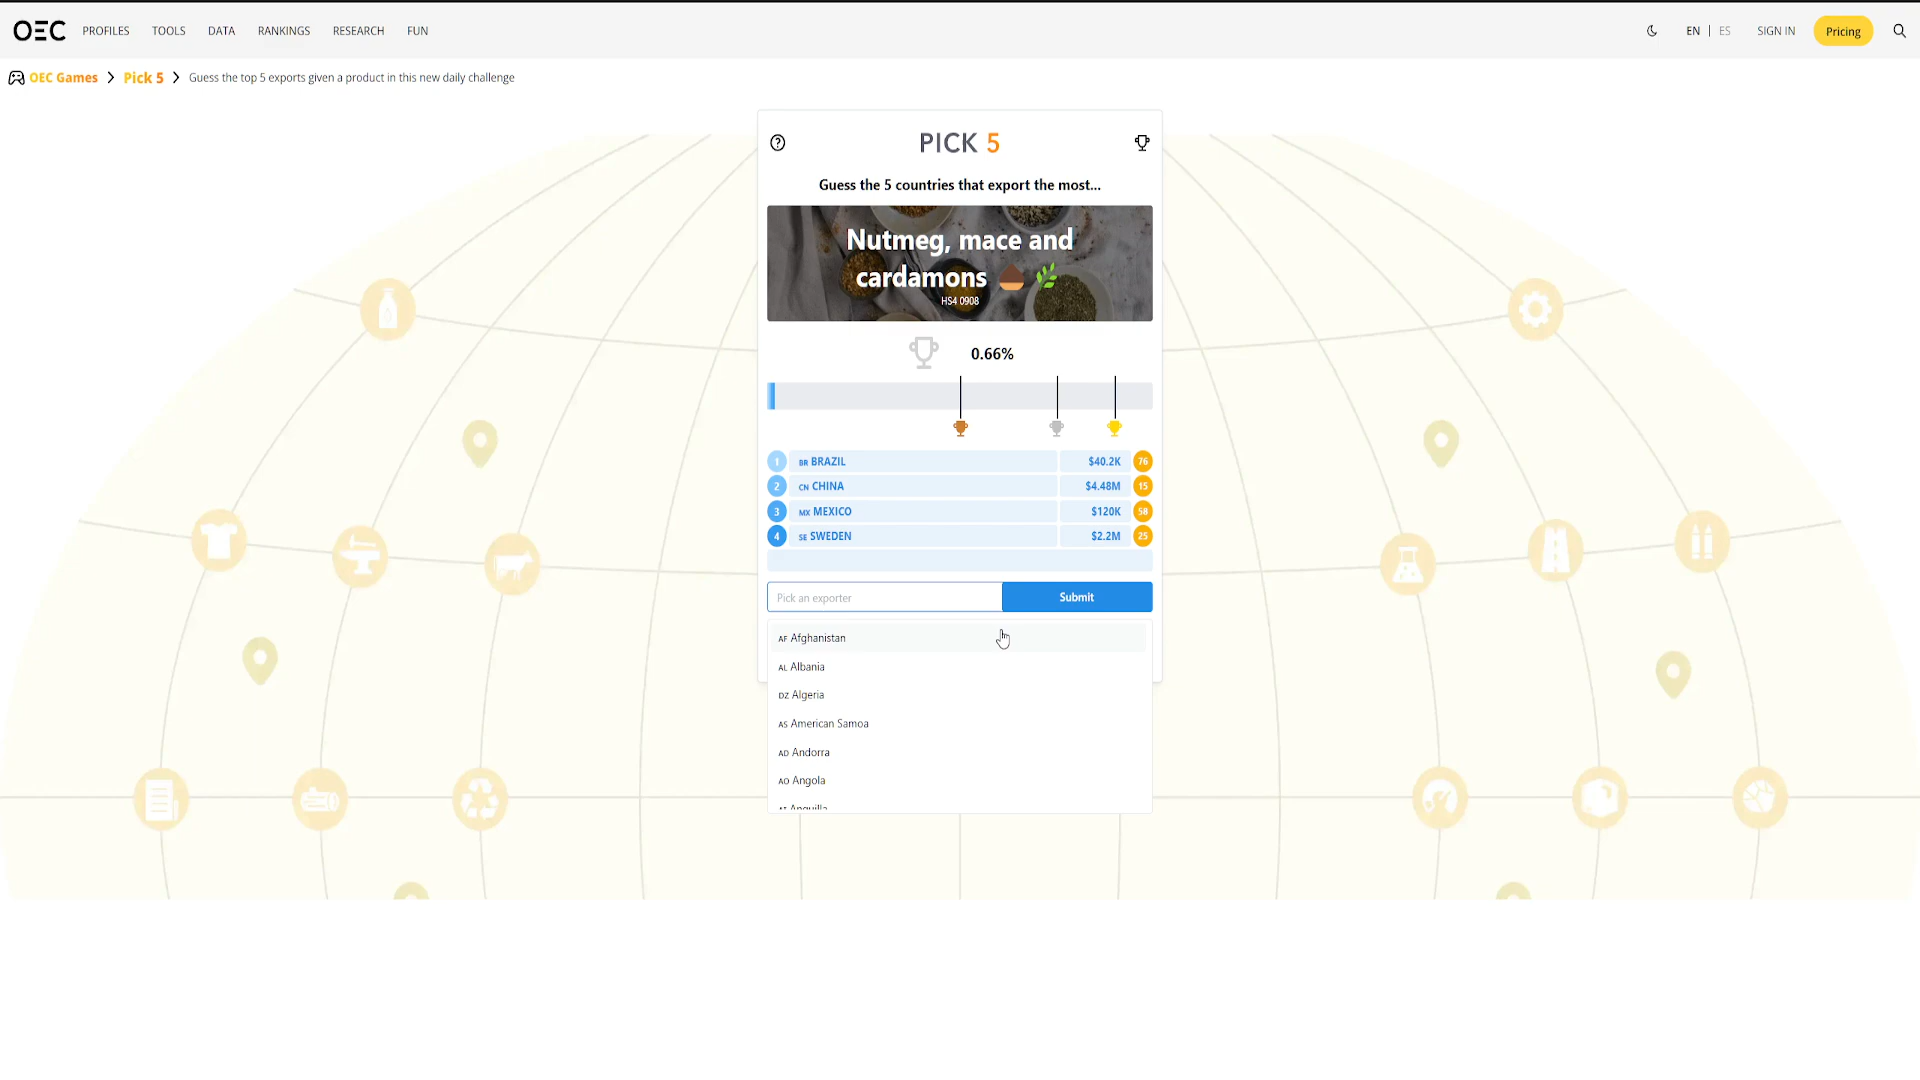 OEC PROFILES TOOLS DATA RANKINGS RESEARCH FUN EN | ES SIGN IN Pricing
OEC Games > Pick 5 > Guess the top 5 exports given a product in this new daily challenge
PICK 5
Guess the 5 countries that export the most...
Nutmeg, mace and
cardamons
HS4 0908
0.66%
1 BR BRAZIL $40.2K 76
2 CN CHINA $4.48M 15
3 MX MEXICO $120K 58
4 SE SWEDEN $2.2M 25
Pick an exporter Submit
AF Afghanistan
AL Albania
DZ Algeria
AS American Samoa
AD Andorra
AO Angola